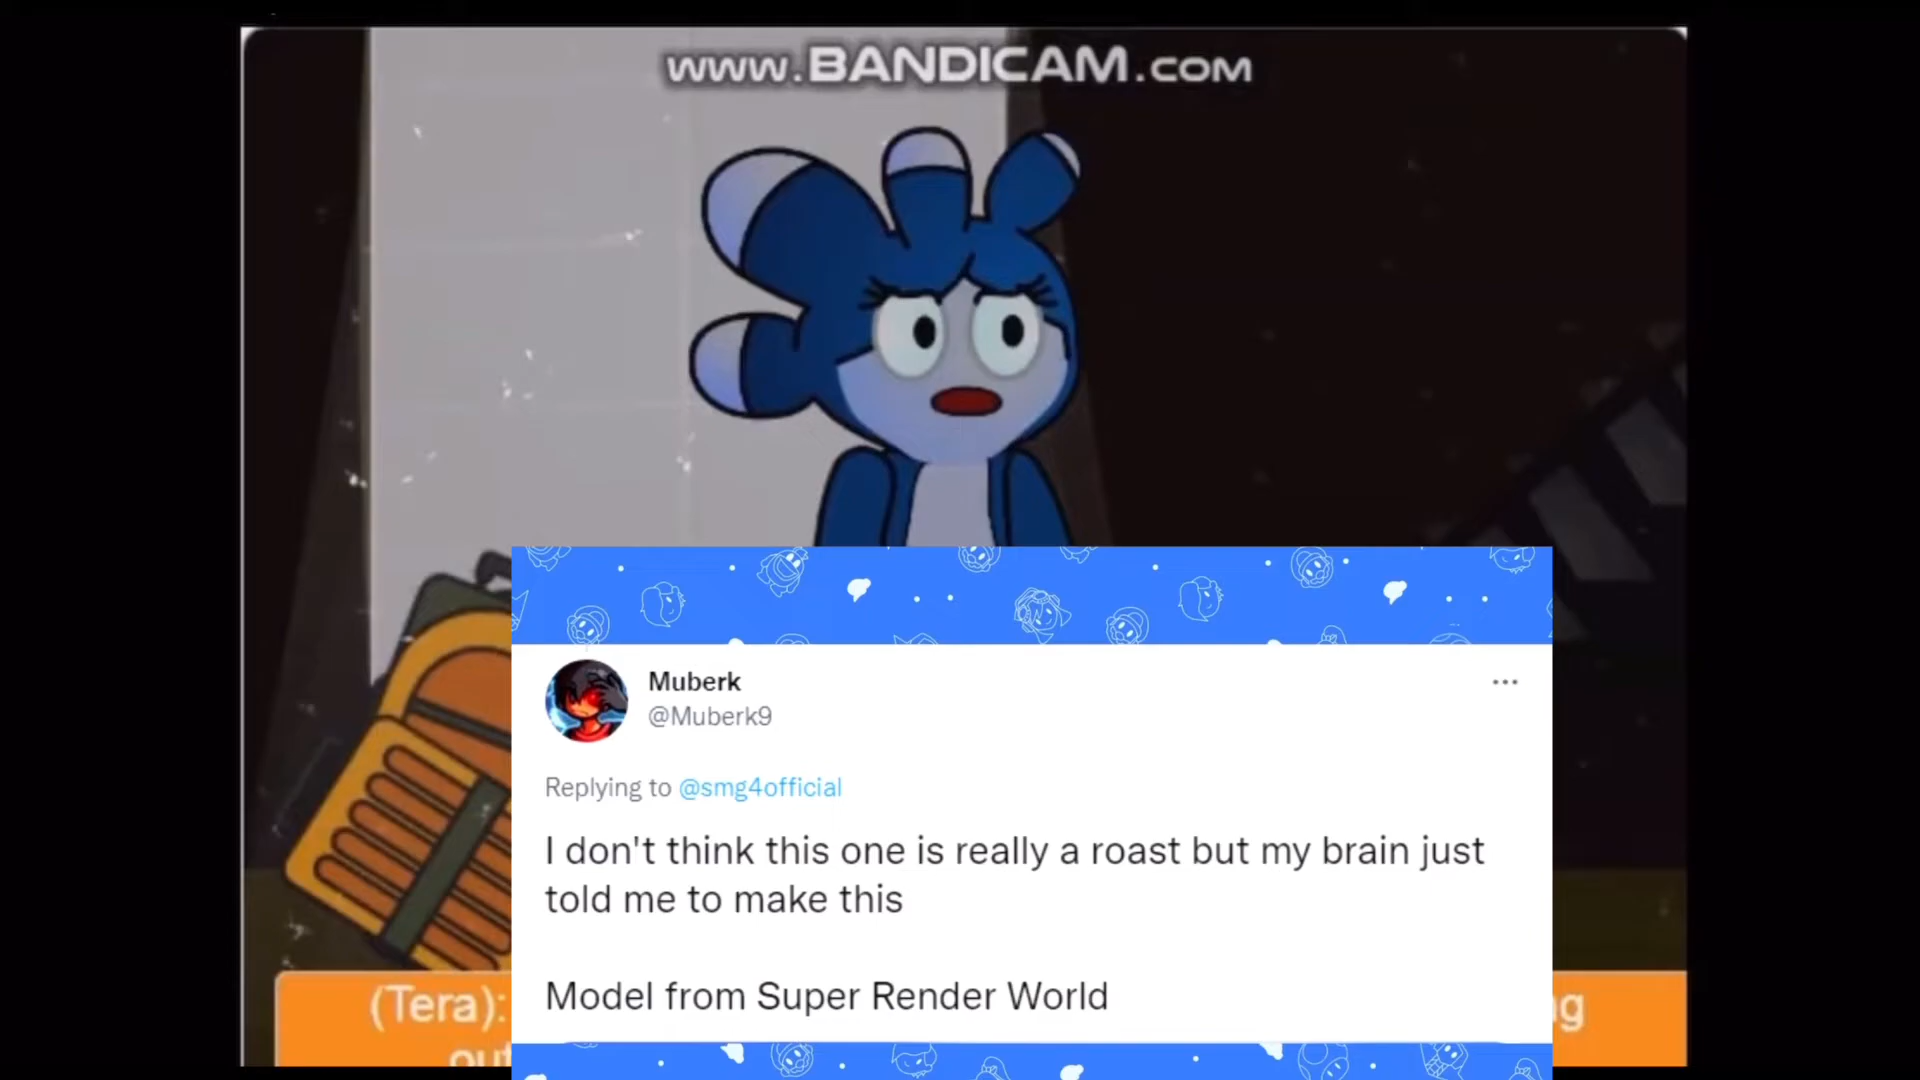 www.BANDICAM.COM
Muberk
@Muberk9
Replying to @smg4official
I don't think this one is really a roast but my brain just
told me to make this
Model from Super Render World
(Tera):